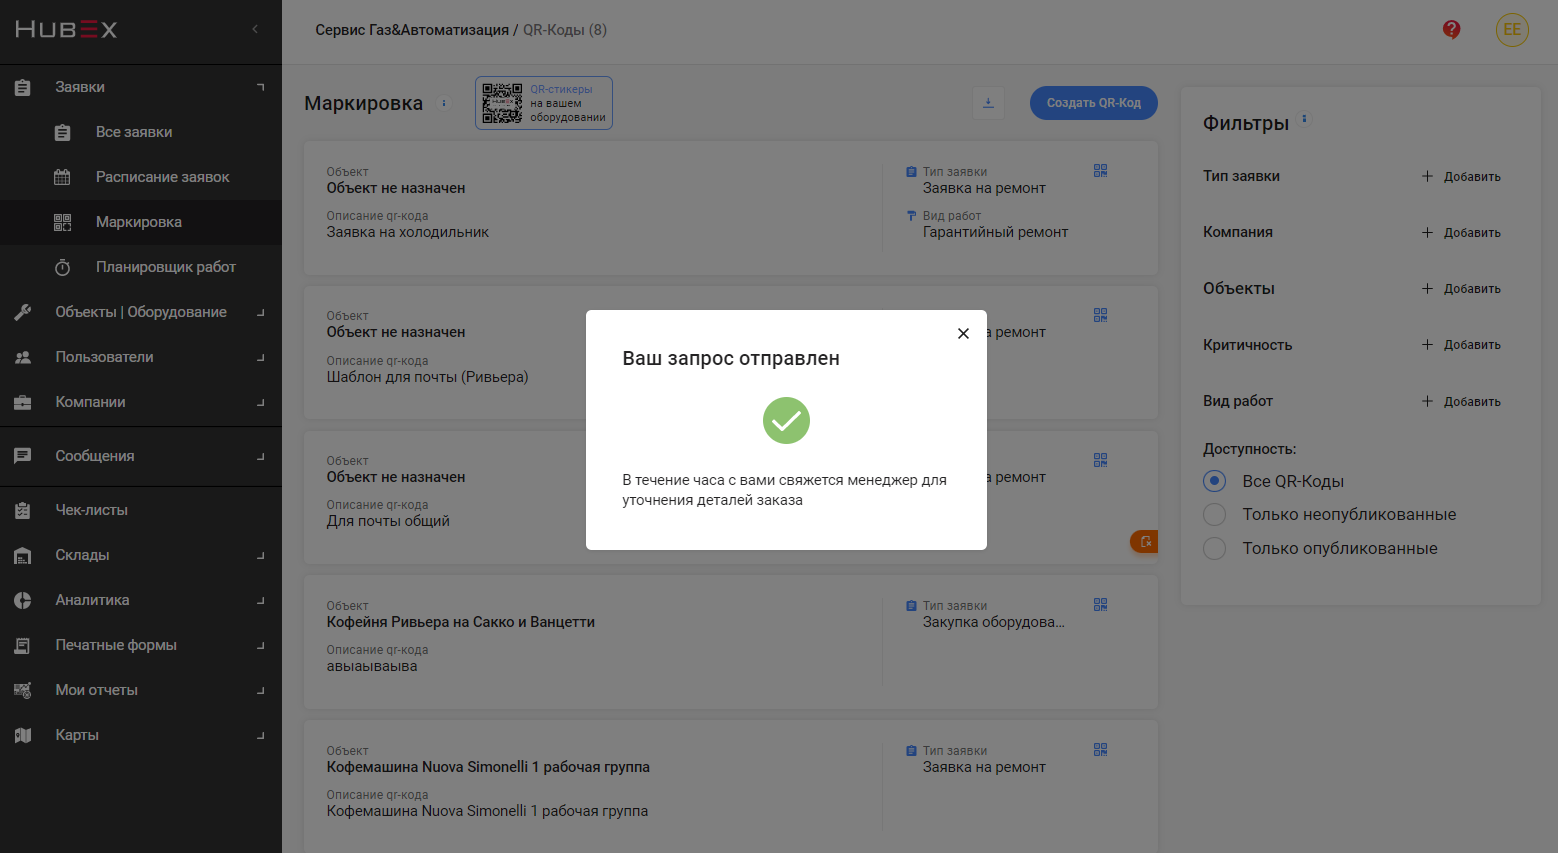 HUBEX
Сервис Газ&Автоматизация / QR-Коды (8)
EE
Заявки
Все заявки
Расписание заявок
Маркировка
Планировщик работ
Объекты | Оборудование
Пользователи
Компании
Сообщения
Чек-листы
Склады
Аналитика
Печатные формы
Мои отчеты
Карты
Маркировка
QR-стикеры
на вашем
оборудовании
Создать QR-Код
Объект
Объект не назначен
Описание qr-кода
Заявка на холодильник
Тип заявки
Заявка на ремонт
Вид работ
Гарантийный ремонт
Объект
Объект не назначен
Описание qr-кода
Шаблон для почты (Ривьера)
а ремонт
Объект
Объект не назначен
Описание qr-кода
Для почты общий
а ремонт
Ваш запрос отправлен
В течение часа с вами свяжется менеджер для
уточнения деталей заказа
Объект
Кофейня Ривьера на Сакко и Ванцетти
Описание qr-кода
авыаываыва
Тип заявки
Закупка оборудова...
Объект
Кофемашина Nuova Simonelli 1 рабочая группа
Описание qr-кода
Кофемашина Nuova Simonelli 1 рабочая группа
Тип заявки
Заявка на ремонт
Фильтры
Тип заявки
Добавить
Компания
Добавить
Объекты
Добавить
Критичность
Добавить
Вид работ
Добавить
Доступность:
Все QR-Коды
Только неопубликованные
Только опубликованные